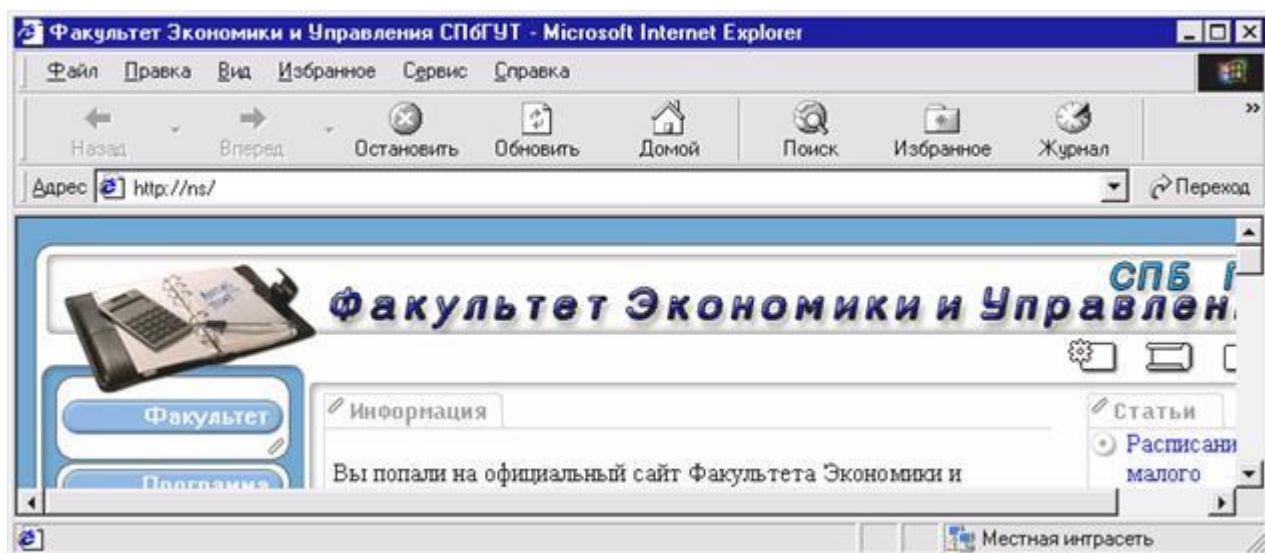 Факультет Экономики и Управления СПбГУТ - Microsoft Internet Explorer
Файл Правка Вид Избранное Сервис Справка
Назад Вперед Остановить Обновить Домой Поиск Избранное Журнал »
Адрес http://ns/ Переход
СПБ
Факультет Экономики и Управлен
Факультет
Программа
Информация
Вы попали на официальный сайт Факультета Экономики и
Статьи
Расписани
малого
Местная интрасеть